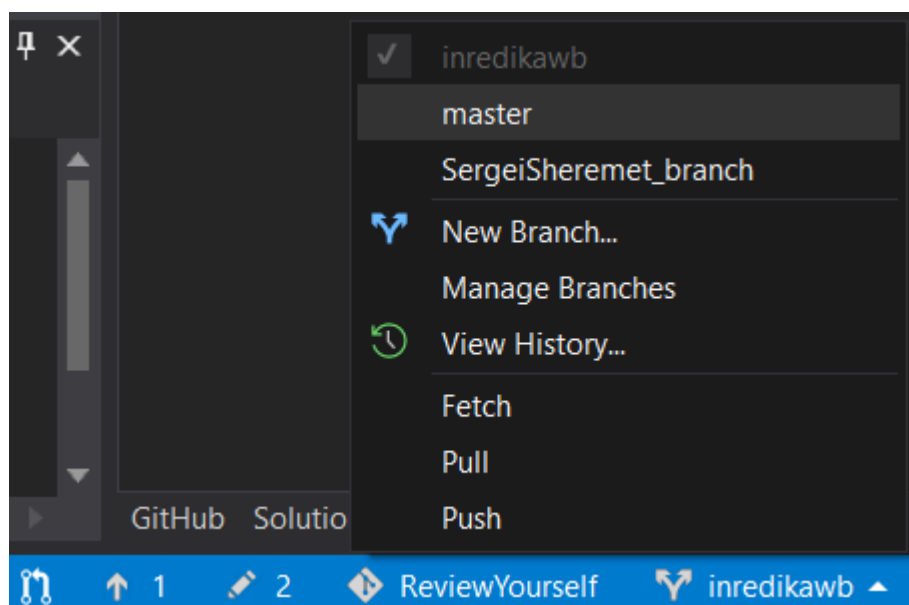 inredikawb
master
SergeiSheremet_branch
New Branch...
Manage Branches
View History...
Fetch
Pull
Push
GitHub Solutio
1 2 ReviewYourself inredikawb